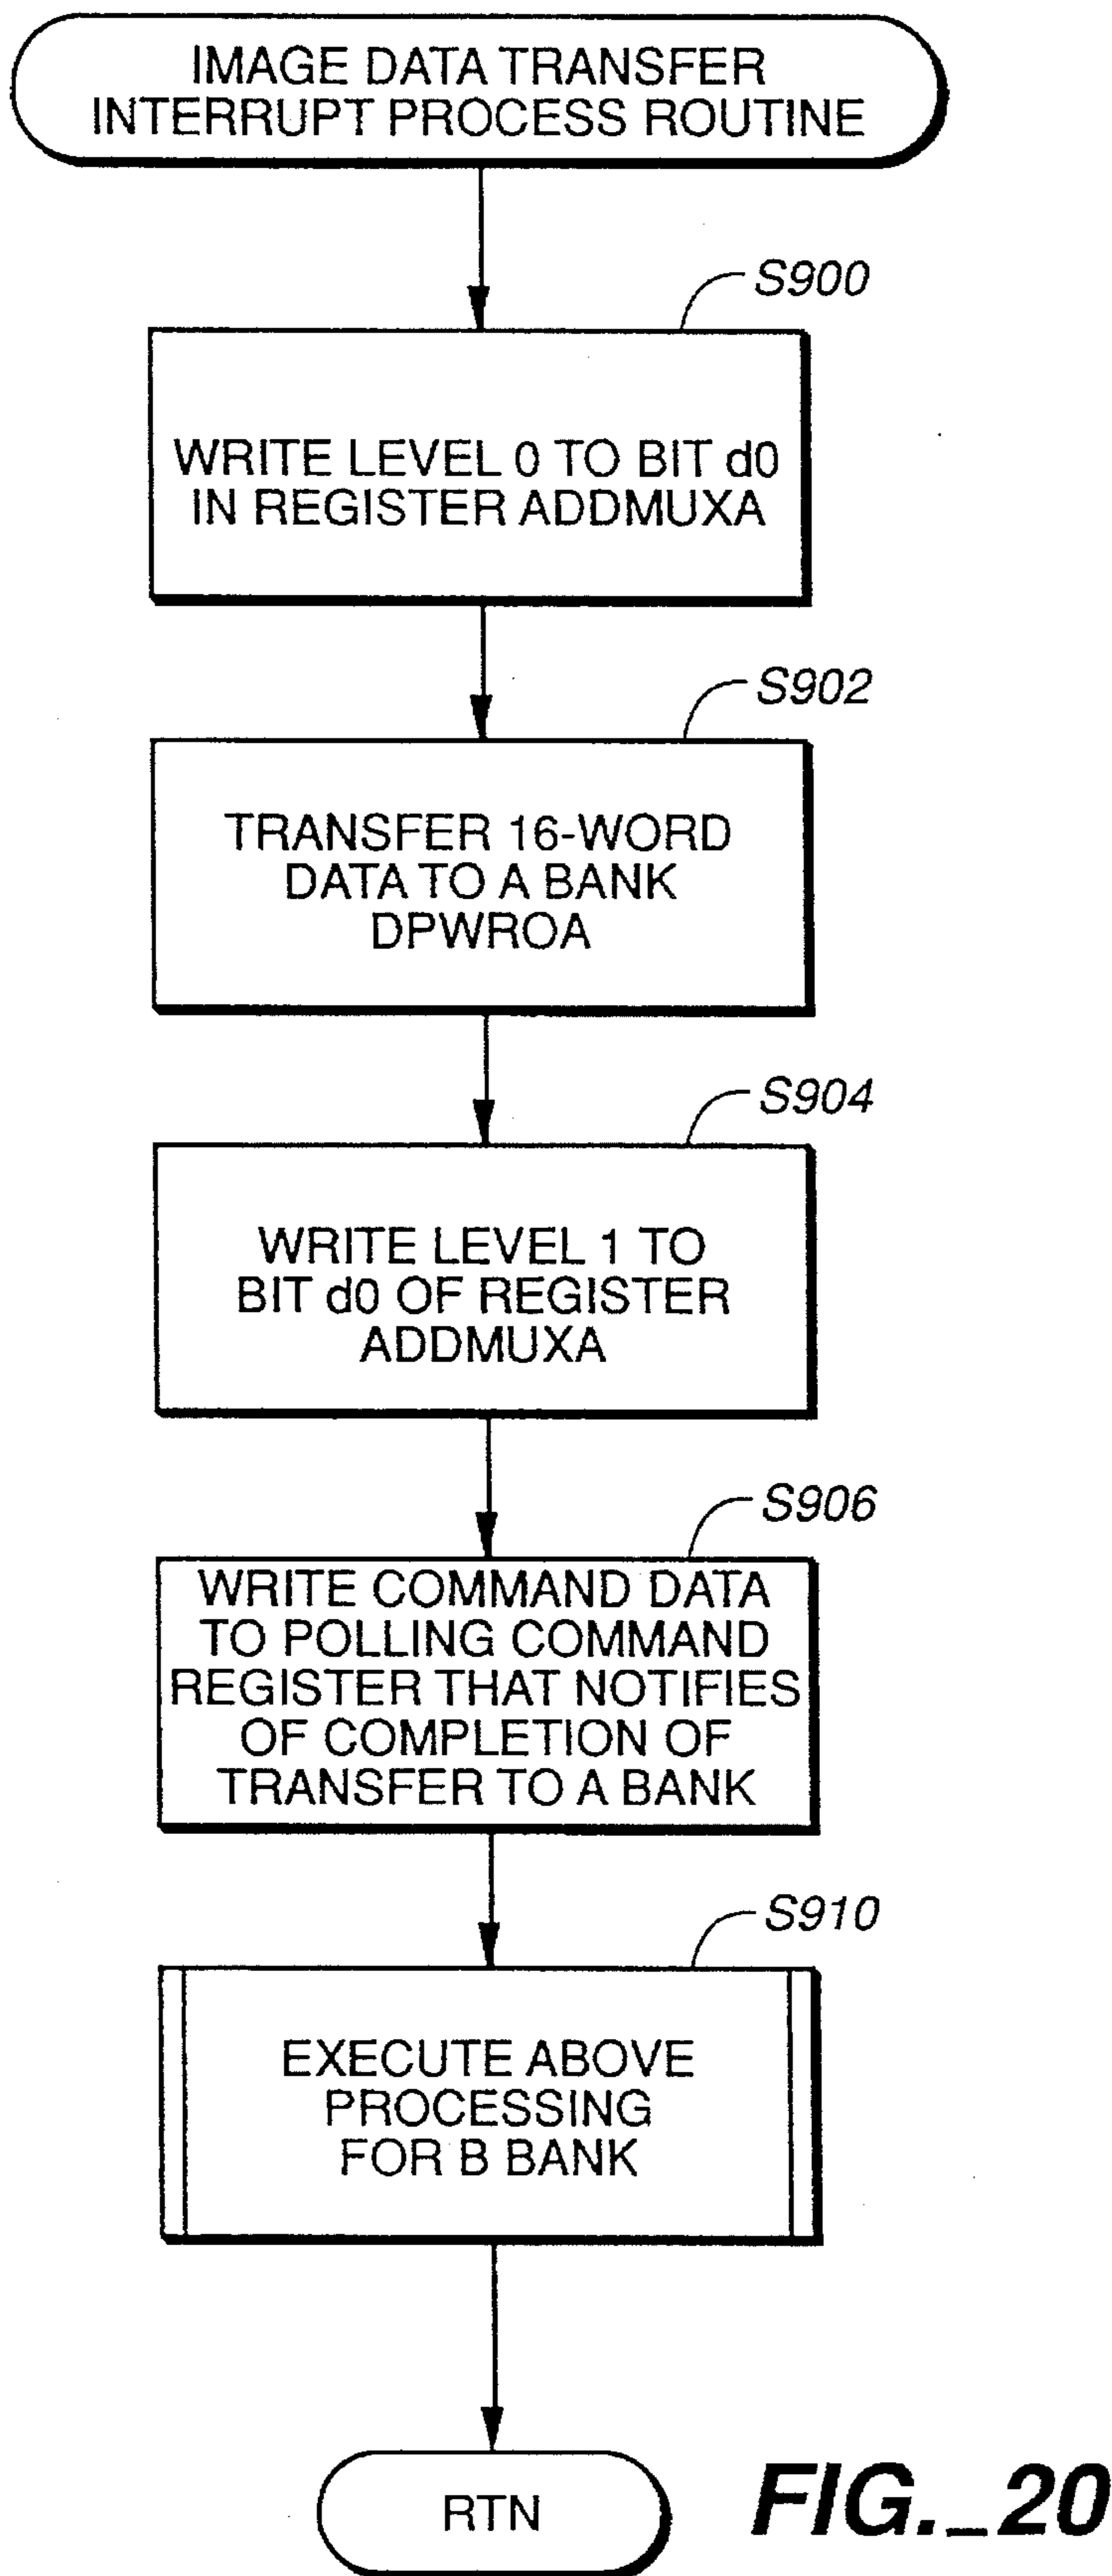 IMAGE DATA TRANSFER
INTERRUPT PROCESS ROUTINE
S900
WRITE LEVEL 0 TO BIT d0
IN REGISTER ADDMUXA
S902
TRANSFER 16-WORD
DATA TO A BANK
DPWROA
S904
WRITE LEVEL 1 TO
BIT d0 OF REGISTER
ADDMUXA
S906
WRITE COMMAND DATA
TO POLLING COMMAND
REGISTER THAT NOTIFIES
OF COMPLETION OF
TRANSFER TO A BANK
S910
EXECUTE ABOVE
PROCESSING
FOR B BANK
RTN
FIG._20